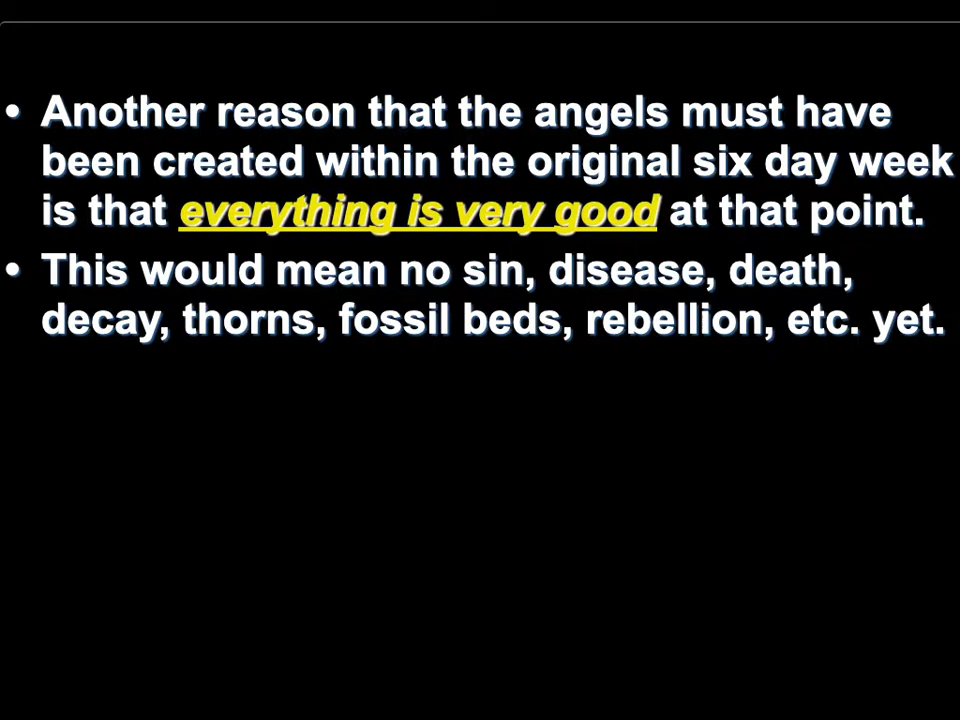 • Another reason that the angels must have
been created within the original six day week
is that everything is very good at that point.
• This would mean no sin, disease, death,
decay, thorns, fossil beds, rebellion, etc. yet.